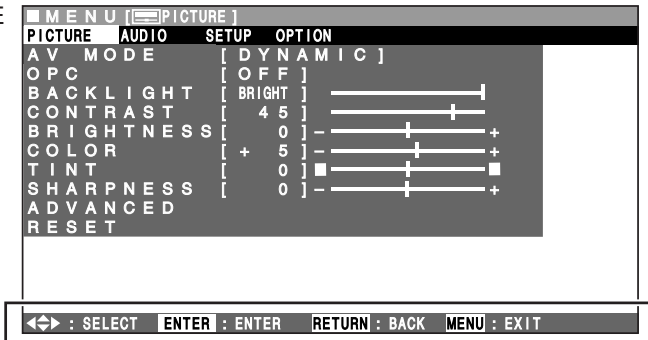 E
■MENU [ PICTURE ]
PICTURE AUDIO SETUP OPTION
AV MODE [ DYNAMIC ]
OPC [ OFF ]
BACKLIGHT [ BRIGHT ]
CONTRAST [ 45 ]
BRIGHTNESS [ 0 ] – +
COLOR [ + 5 ] – +
TINT [ 0 ]
SHARPNESS [ 0 ] – +
ADVANCED
RESET
: SELECT ENTER : ENTER RETURN : BACK MENU : EXIT